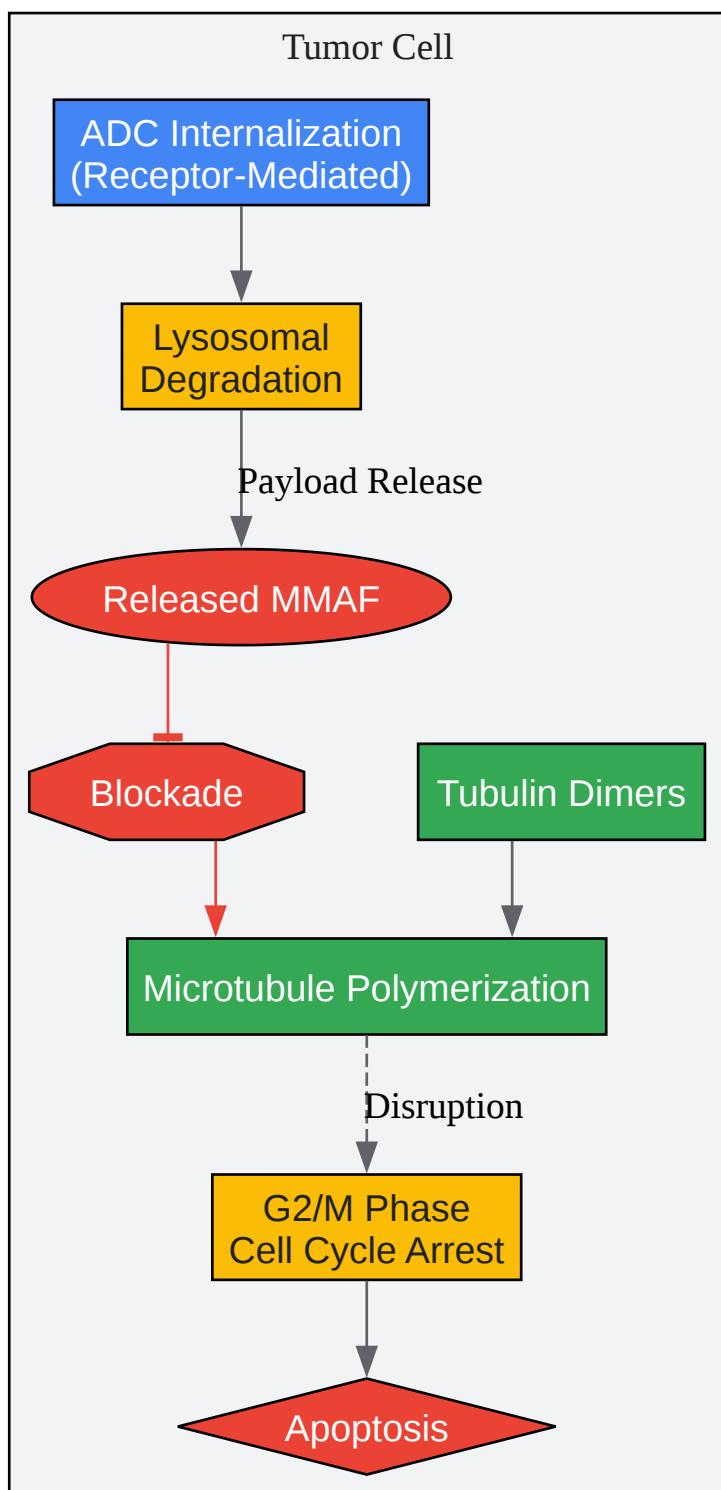 Tumor Cell
ADC Internalization
(Receptor-Mediated)
Lysosomal
Degradation
Payload Release
Released MMAF
Blockade
Tubulin Dimers
Microtubule Polymerization
Disruption
G2/M Phase
Cell Cycle Arrest
Apoptosis